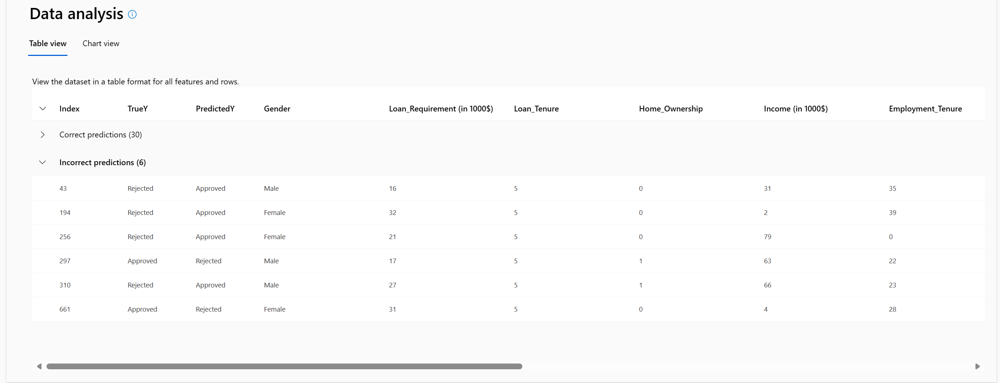 Data analysis
Table view Chart view
View the dataset in a table format for all features and rows.
Index TrueY PredictedY Gender Loan_Requirement (in 1000$) Loan_Tenure Home_Ownership Income (in 1000$) Employment_Tenure
Correct predictions (30)
Incorrect predictions (6)
43 Rejected Approved Male 16 5 0 31 35
194 Rejected Approved Female 32 5 0 2 39
256 Rejected Approved Female 21 5 0 79 0
297 Approved Rejected Male 17 5 1 63 22
310 Rejected Approved Male 27 5 1 66 23
661 Approved Rejected Female 31 5 0 4 28